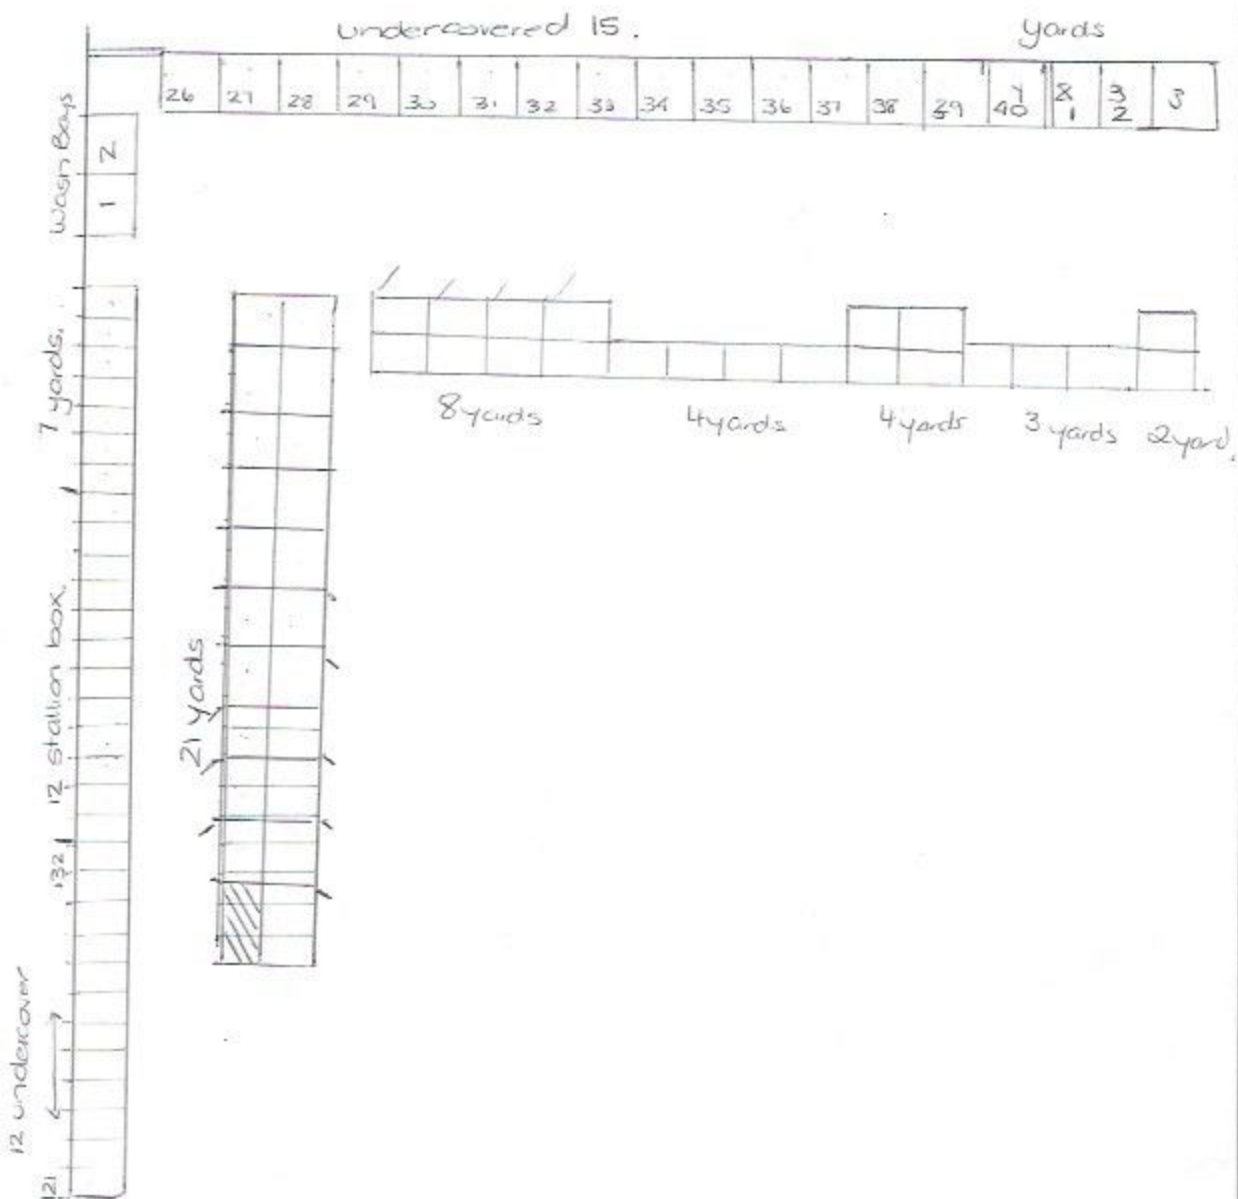 undercovered 15.
yards
26 27 28 29 30 31 32 33 34 35 36 37 38 39 40 1 2 3
Wash Bays
2
1
7 yards.
8 yards 4 yards 4 yards 3 yards 2 yard.
21 yards
12 stallion box.
132
12 undercover
121